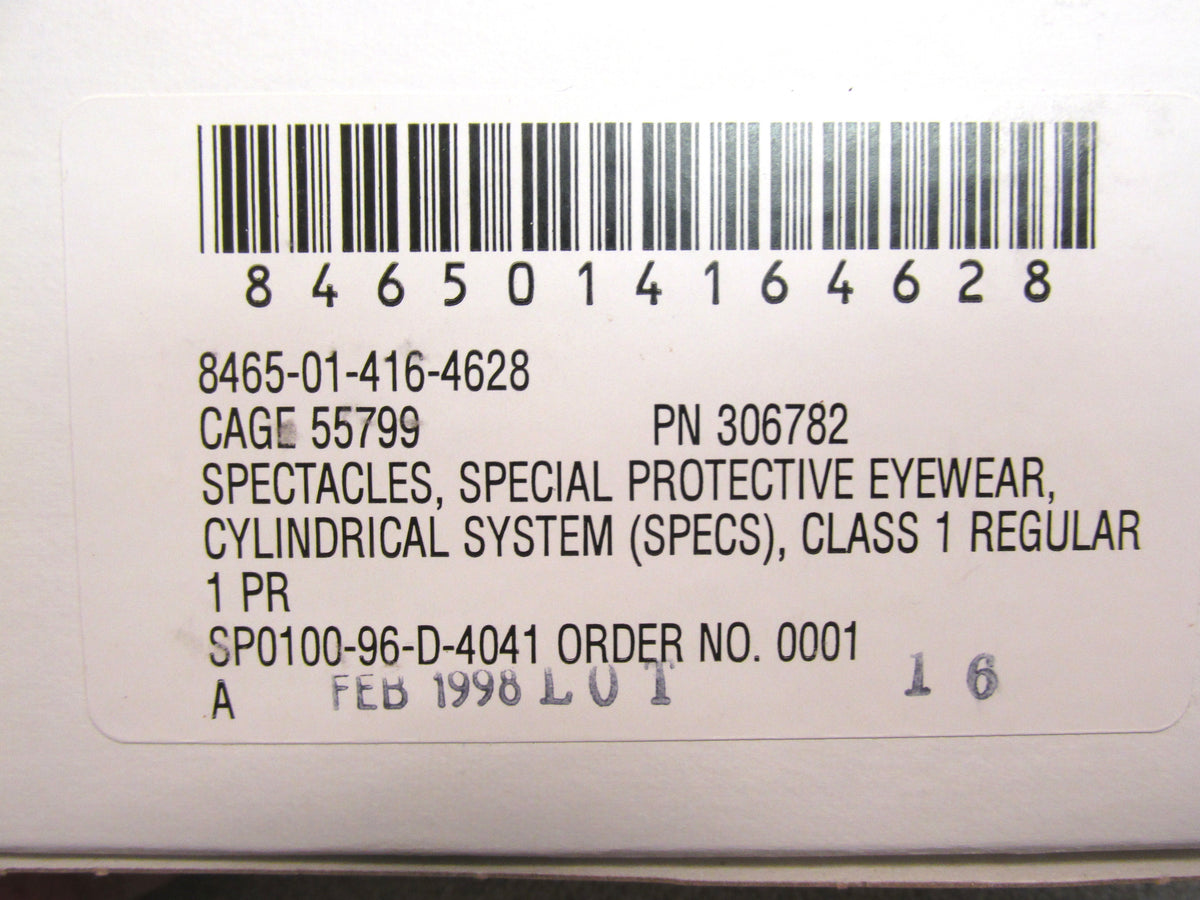 8465014164628
8465-01-416-4628
CAGE 55799 PN 306782
SPECTACLES, SPECIAL PROTECTIVE EYEWEAR,
CYLINDRICAL SYSTEM (SPECS), CLASS 1 REGULAR
1 PR
SP0100-96-D-4041 ORDER NO. 0001
A FEB 1998 LOT 16